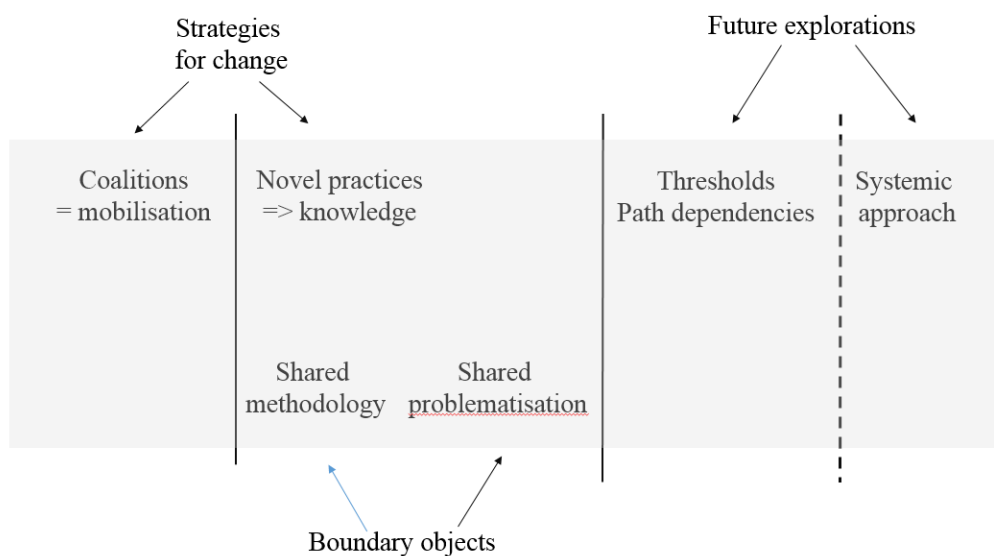 Strategies
for change
Future explorations
Coalitions
= mobilisation
Novel practices
=> knowledge
Thresholds
Path dependencies
Systemic
approach
Shared
methodology
Shared
problematisation
Boundary objects